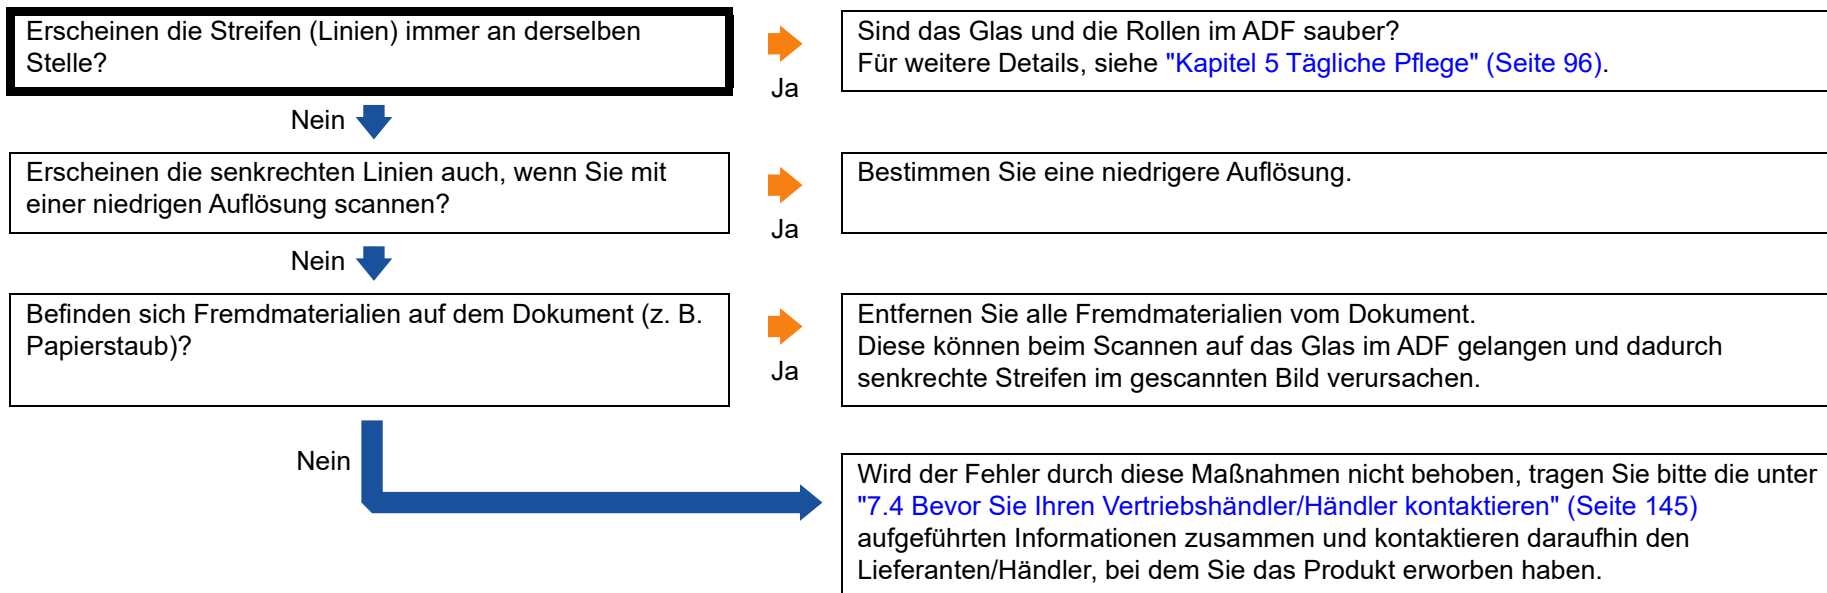 Erscheinen die Streifen (Linien) immer an derselben
Stelle?
Ja
Sind das Glas und die Rollen im ADF sauber?
Für weitere Details, siehe "Kapitel 5 Tägliche Pflege" (Seite 96).
Nein
Erscheinen die senkrechten Linien auch, wenn Sie mit
einer niedrigen Auflösung scannen?
Ja
Bestimmen Sie eine niedrigere Auflösung.
Nein
Befinden sich Fremdmaterialien auf dem Dokument (z. B.
Papierstaub)?
Ja
Entfernen Sie alle Fremdmaterialien vom Dokument.
Diese können beim Scannen auf das Glas im ADF gelangen und dadurch
senkrechte Streifen im gescannten Bild verursachen.
Nein
Wird der Fehler durch diese Maßnahmen nicht behoben, tragen Sie bitte die unter
"7.4 Bevor Sie Ihren Vertriebshändler/Händler kontaktieren" (Seite 145)
aufgeführten Informationen zusammen und kontaktieren daraufhin den
Lieferanten/Händler, bei dem Sie das Produkt erworben haben.